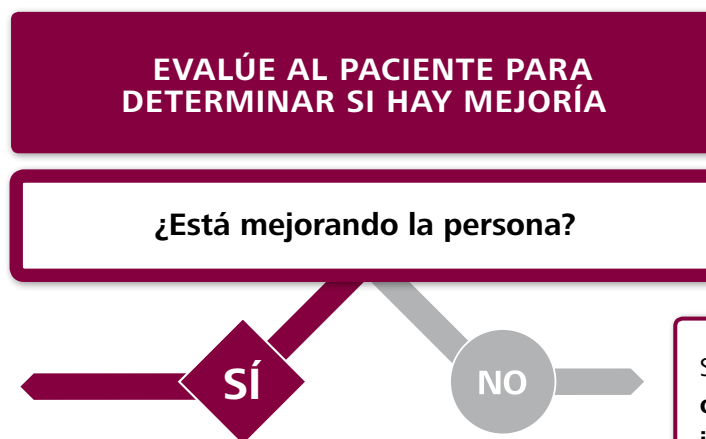 EVALÚE AL PACIENTE PARA
DETERMINAR SI HAY MEJORÍA
¿Está mejorando la persona?
SÍ
NO